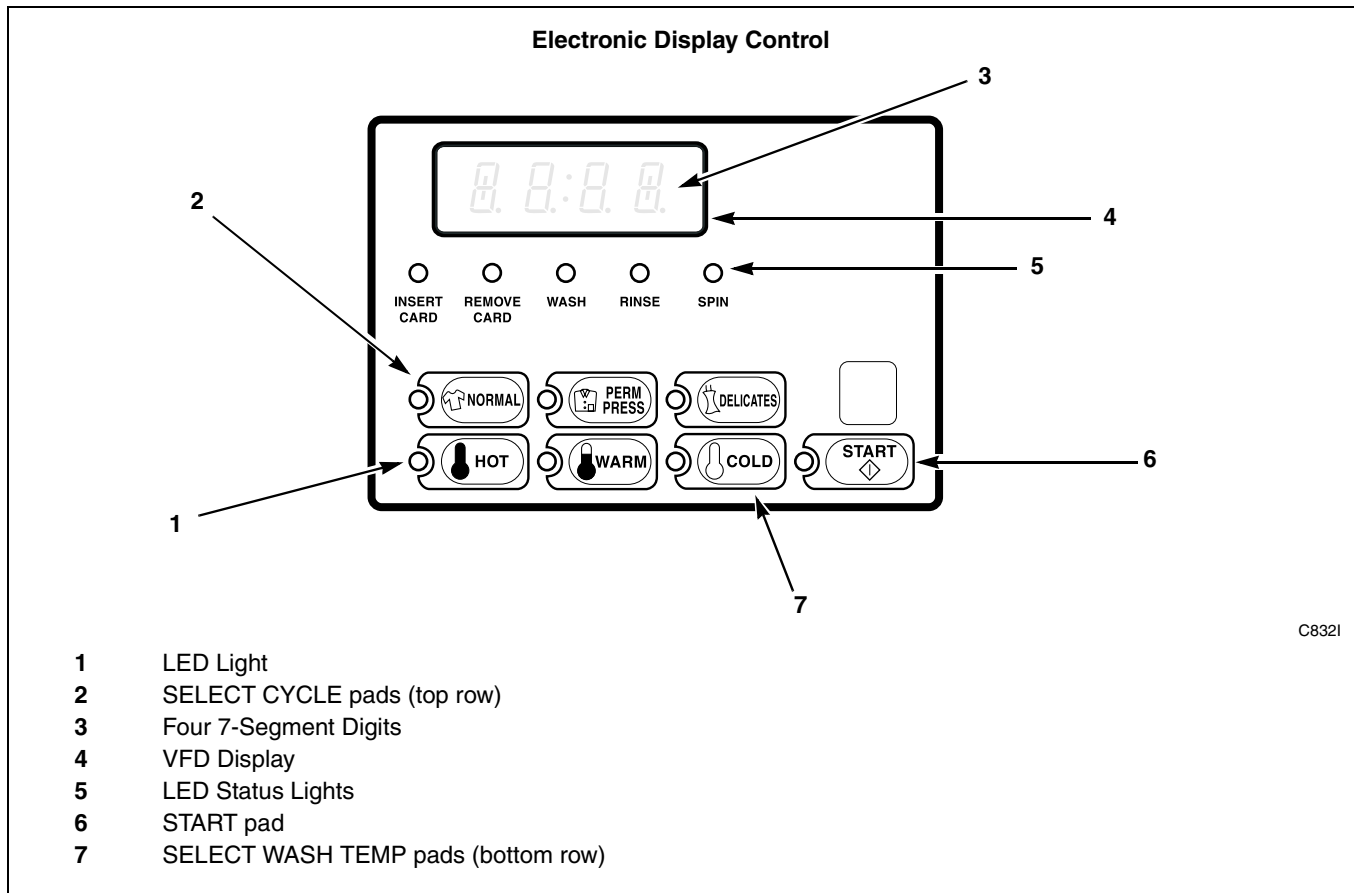 Electronic Display Control
3
2
4
5
INSERT CARD
REMOVE CARD
WASH
RINSE
SPIN
NORMAL
PERM PRESS
DELICATES
HOT
WARM
COLD
START
6
1
7
C832I
1 LED Light
2 SELECT CYCLE pads (top row)
3 Four 7-Segment Digits
4 VFD Display
5 LED Status Lights
6 START pad
7 SELECT WASH TEMP pads (bottom row)